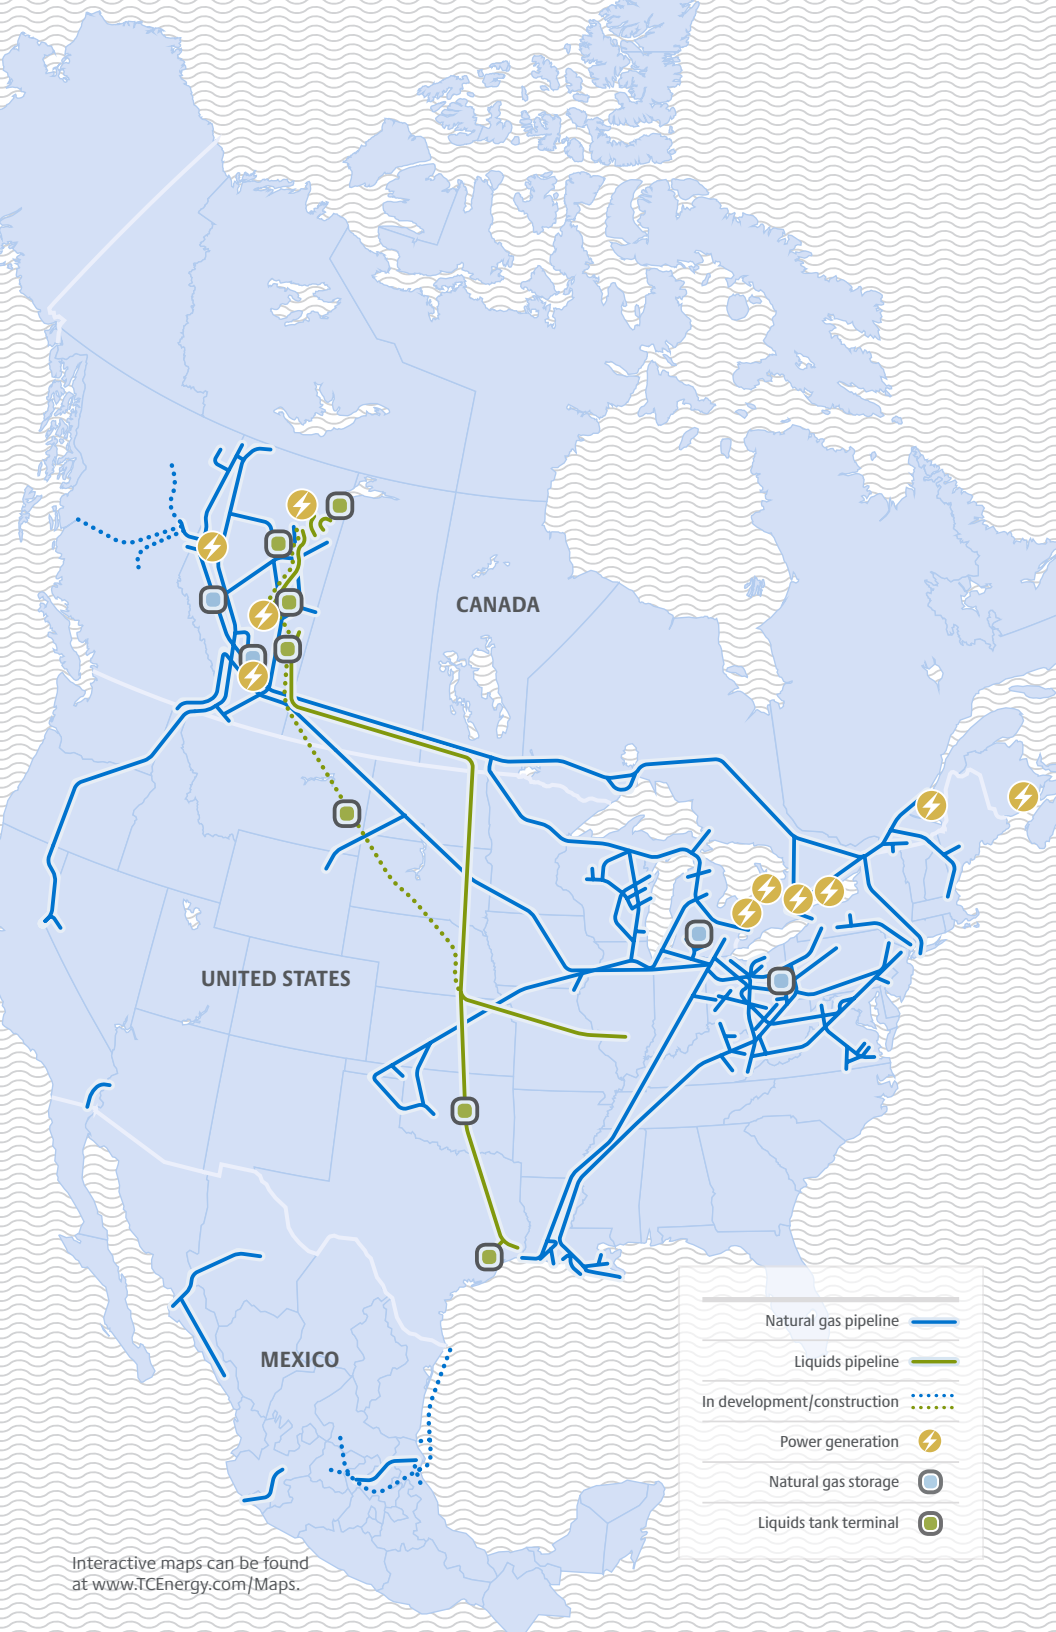 CANADA
UNITED STATES
MEXICO
Natural gas pipeline
Liquids pipeline
In development/construction
Power generation
Natural gas storage
Liquids tank terminal
Interactive maps can be found
at www.TCEnergy.com/Maps.